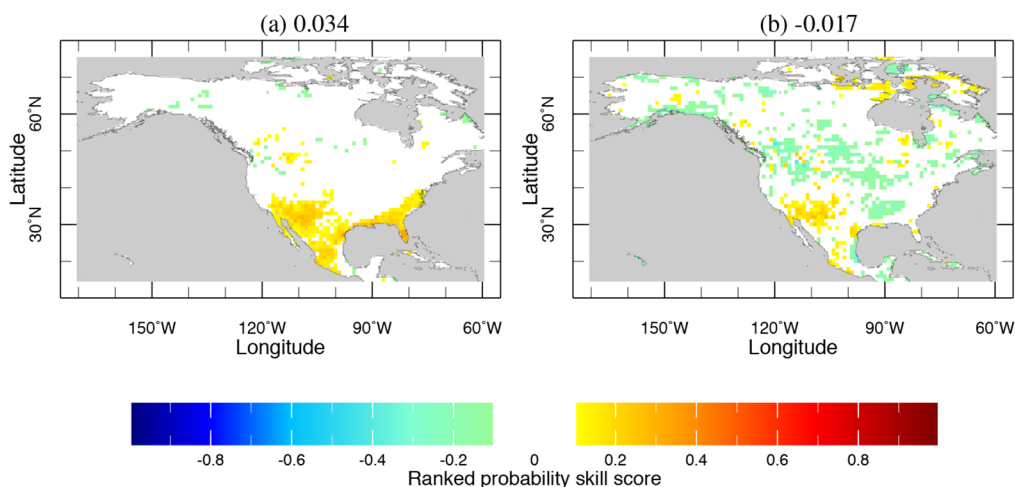 (a) 0.034
(b) -0.017
Latitude
60˚N
30˚N
150˚W 120˚W 90˚W 60˚W
Longitude
Latitude
60˚N
30˚N
150˚W 120˚W 90˚W 60˚W
Longitude
-0.8 -0.6 -0.4 -0.2 0 0.2 0.4 0.6 0.8
Ranked probability skill score